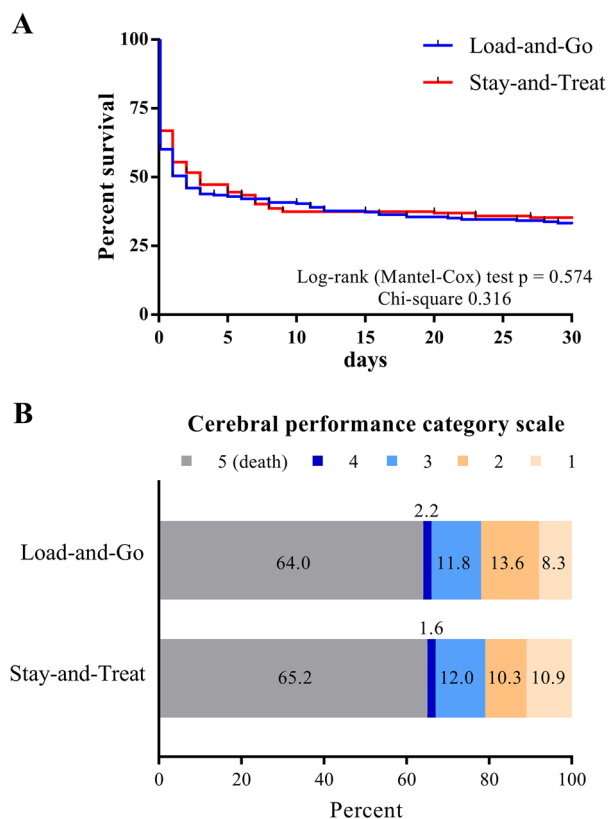 A
Percent survival
100
75
50
25
0
Load-and-Go
Stay-and-Treat
Log-rank (Mantel-Cox) test p = 0.574
Chi-square 0.316
0 5 10 15 20 25 30
days
B
Cerebral performance category scale
5 (death) 4 3 2 1
2.2
Load-and-Go 64.0 11.8 13.6 8.3
1.6
Stay-and-Treat 65.2 12.0 10.3 10.9
0 20 40 60 80 100
Percent